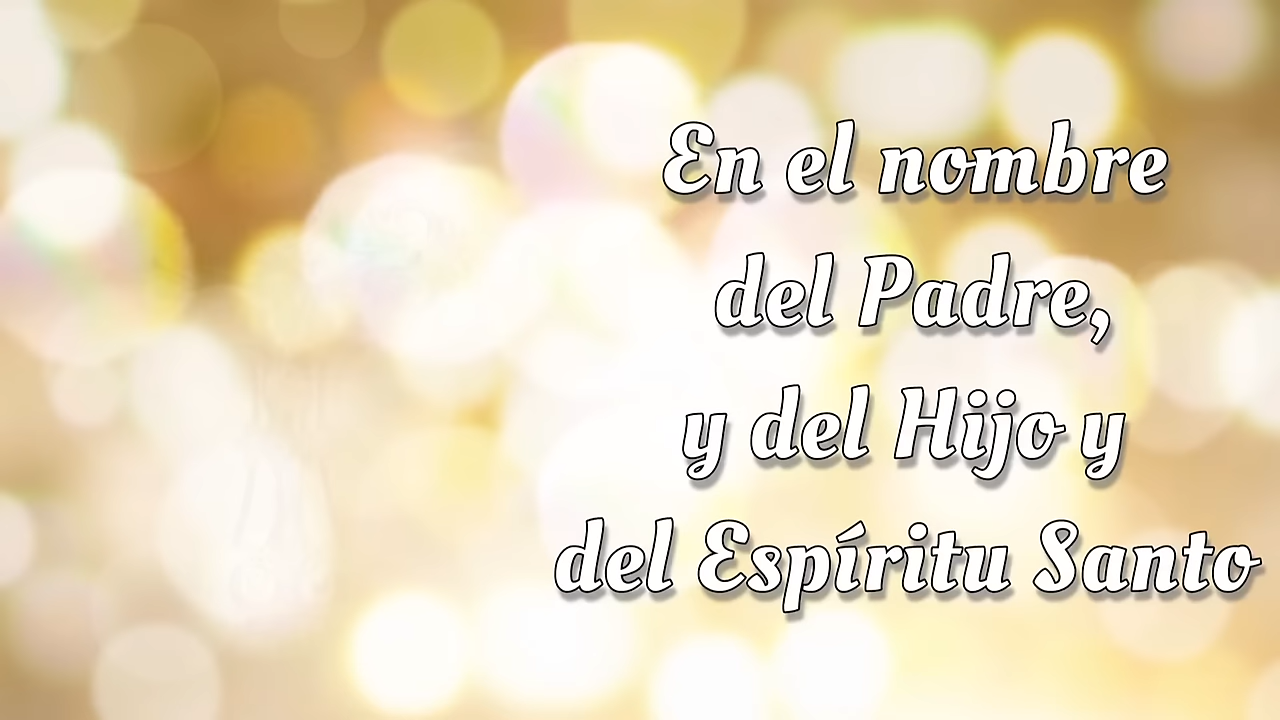 En el nombre
del Padre,
y del Hijo y
del Espíritu Santo